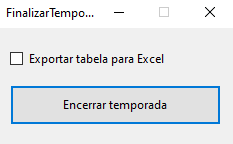 FinalizarTempo...
Exportar tabela para Excel
Encerrar temporada